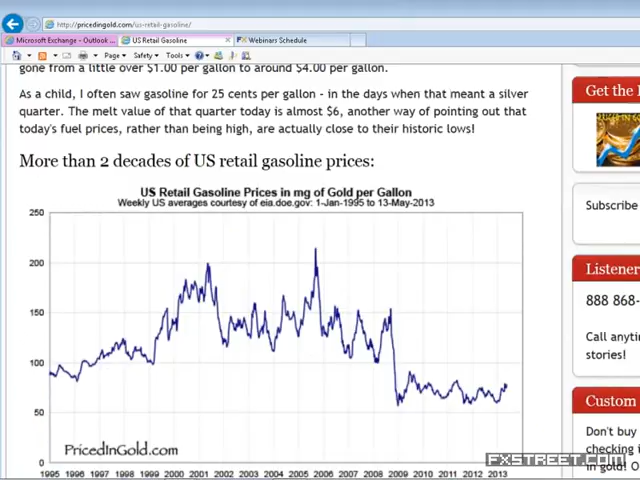 http://pricedingold.com/us-retail-gasoline/
Microsoft Exchange - Outlook ...
US Retail Gasoline
Webinars Schedule
Page Safety Tools
gone from a little over $1.00 per gallon to around $4.00 per gallon.
Get the
As a child, I often saw gasoline for 25 cents per gallon - in the days when that meant a silver
quarter. The melt value of that quarter today is almost $6, another way of pointing out that
today's fuel prices, rather than being high, are actually close to their historic lows!
More than 2 decades of US retail gasoline prices:
US Retail Gasoline Prices in mg of Gold per Gallon
Weekly US averages courtesy of eia.doe.gov: 1-Jan-1995 to 13-May-2013
Subscribe
250
200
150
100
50
0
PricedInGold.com
1995 1996 1997 1998 1999 2000 2001 2002 2003 2004 2005 2006 2007 2008 2009 2010 2011 2012 2013
Listener
888 868-
Call anyti
stories!
Custom
Don't buy
checking i
in gold! O
FXSTREET.COM